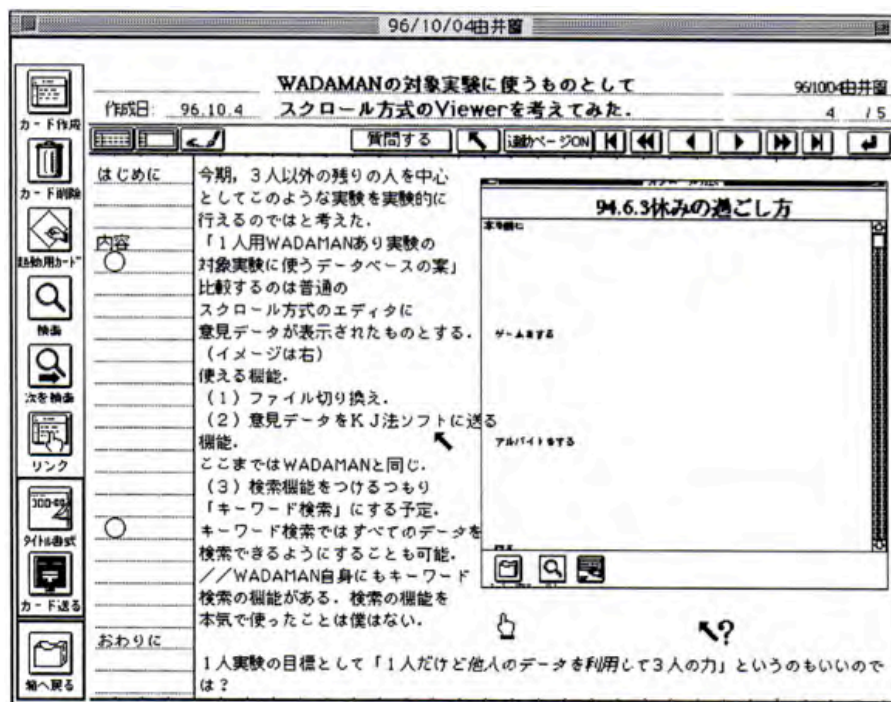 96/10/04由井薗
WADAMANの対象実験に使うものとして
96/10/04由井薗
作成日: 96.10.4
スクロール方式のViewerを考えてみた.
4 / 5
質問する
連動ページON
カード作成
カード削除
起動用カード
検索
次を検索
リンク
タイトル書式
カード送る
箱へ戻る
はじめに
内容
おわりに
今期, 3人以外の残りの人を中心
としてこのような実験を実験的に
行えるのではと考えた.
「1人用WADAMANあり実験の
対象実験に使うデータベースの案」
比較するのは普通の
スクロール方式のエディタに
意見データが表示されたものとする.
(イメージは右)
使える機能.
(1)ファイル切り換え.
(2)意見データをKJ法ソフトに送る
機能.
ここまではWADAMANと同じ.
(3)検索機能をつけるつもり
「キーワード検索」にする予定.
キーワード検索ではすべてのデータを
検索できるようにすることも可能.
//WADAMAN自身にもキーワード
検索の機能がある. 検索の機能を
本気で使ったことは僕はない.
1人実験の目標として「1人だけど他人のデータを利用して3人の力」というのもいいので
は?
94.6.3休みの過ごし方
本を読む
ゲームをする
アルバイトをする
?